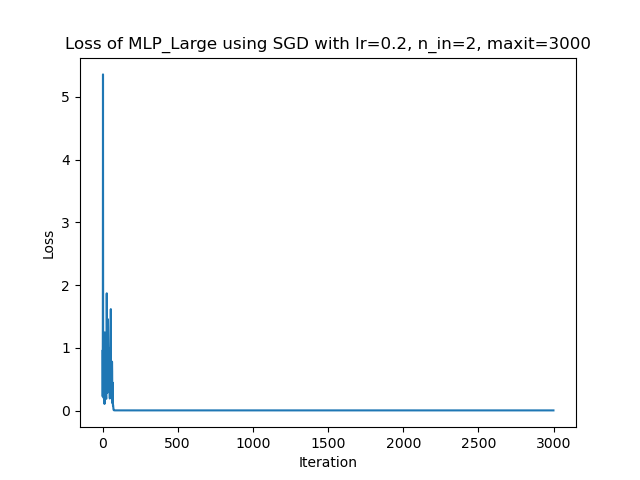 Loss of MLP_Large using SGD with lr=0.2, n_in=2, maxit=3000
5
4
3
2
1
0
Loss
0 500 1000 1500 2000 2500 3000
Iteration